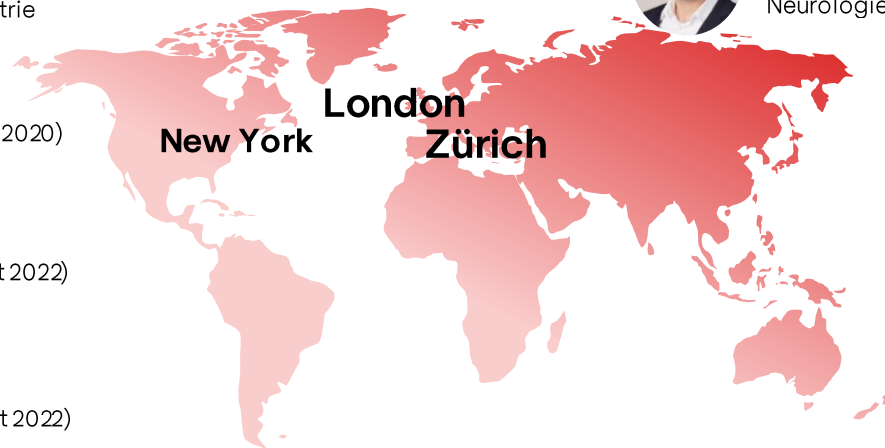 trie
Neurologie
London
2020)
New York
Zürich
t 2022)
t 2022)